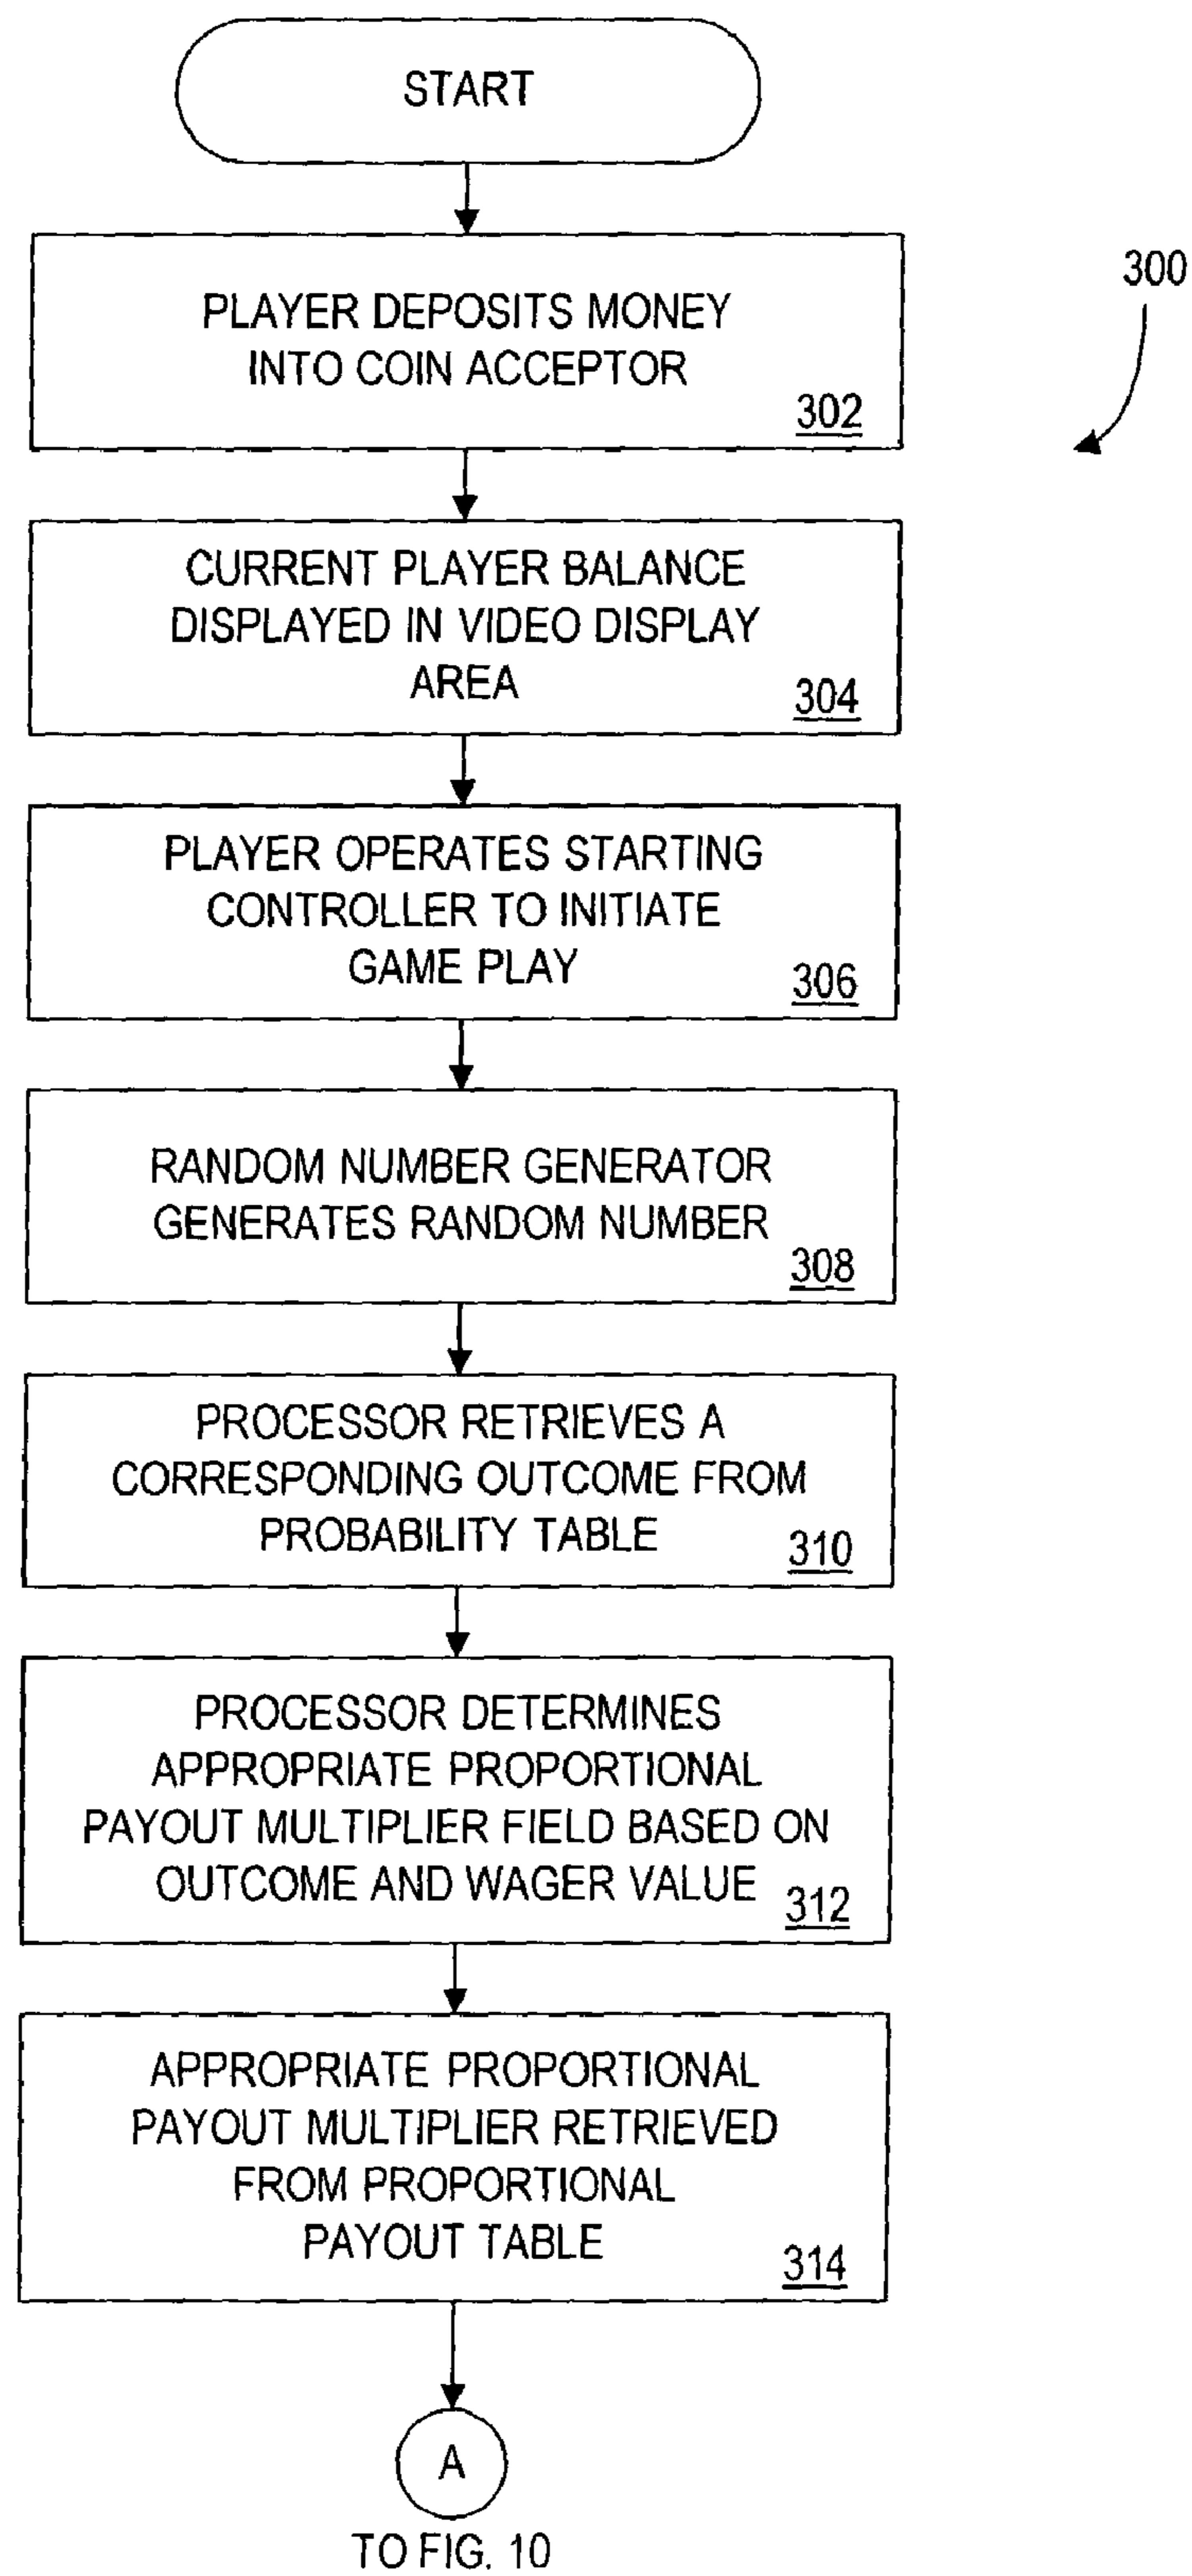 START
300
PLAYER DEPOSITS MONEY
INTO COIN ACCEPTOR
302
CURRENT PLAYER BALANCE
DISPLAYED IN VIDEO DISPLAY
AREA
304
PLAYER OPERATES STARTING
CONTROLLER TO INITIATE
GAME PLAY
306
RANDOM NUMBER GENERATOR
GENERATES RANDOM NUMBER
308
PROCESSOR RETRIEVES A
CORRESPONDING OUTCOME FROM
PROBABILITY TABLE
310
PROCESSOR DETERMINES
APPROPRIATE PROPORTIONAL
PAYOUT MULTIPLIER FIELD BASED ON
OUTCOME AND WAGER VALUE
312
APPROPRIATE PROPORTIONAL
PAYOUT MULTIPLIER RETRIEVED
FROM PROPORTIONAL
PAYOUT TABLE
314
A
TO FIG. 10